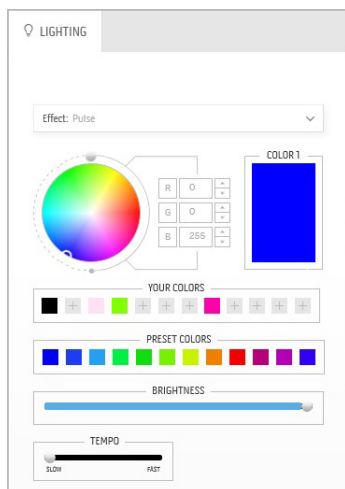 LIGHTING
Effect: Pulse
COLOR 1
R 0
G 0
B 255
YOUR COLORS
+ + + + + + + +
PRESET COLORS
BRIGHTNESS
TEMPO
SLOW FAST